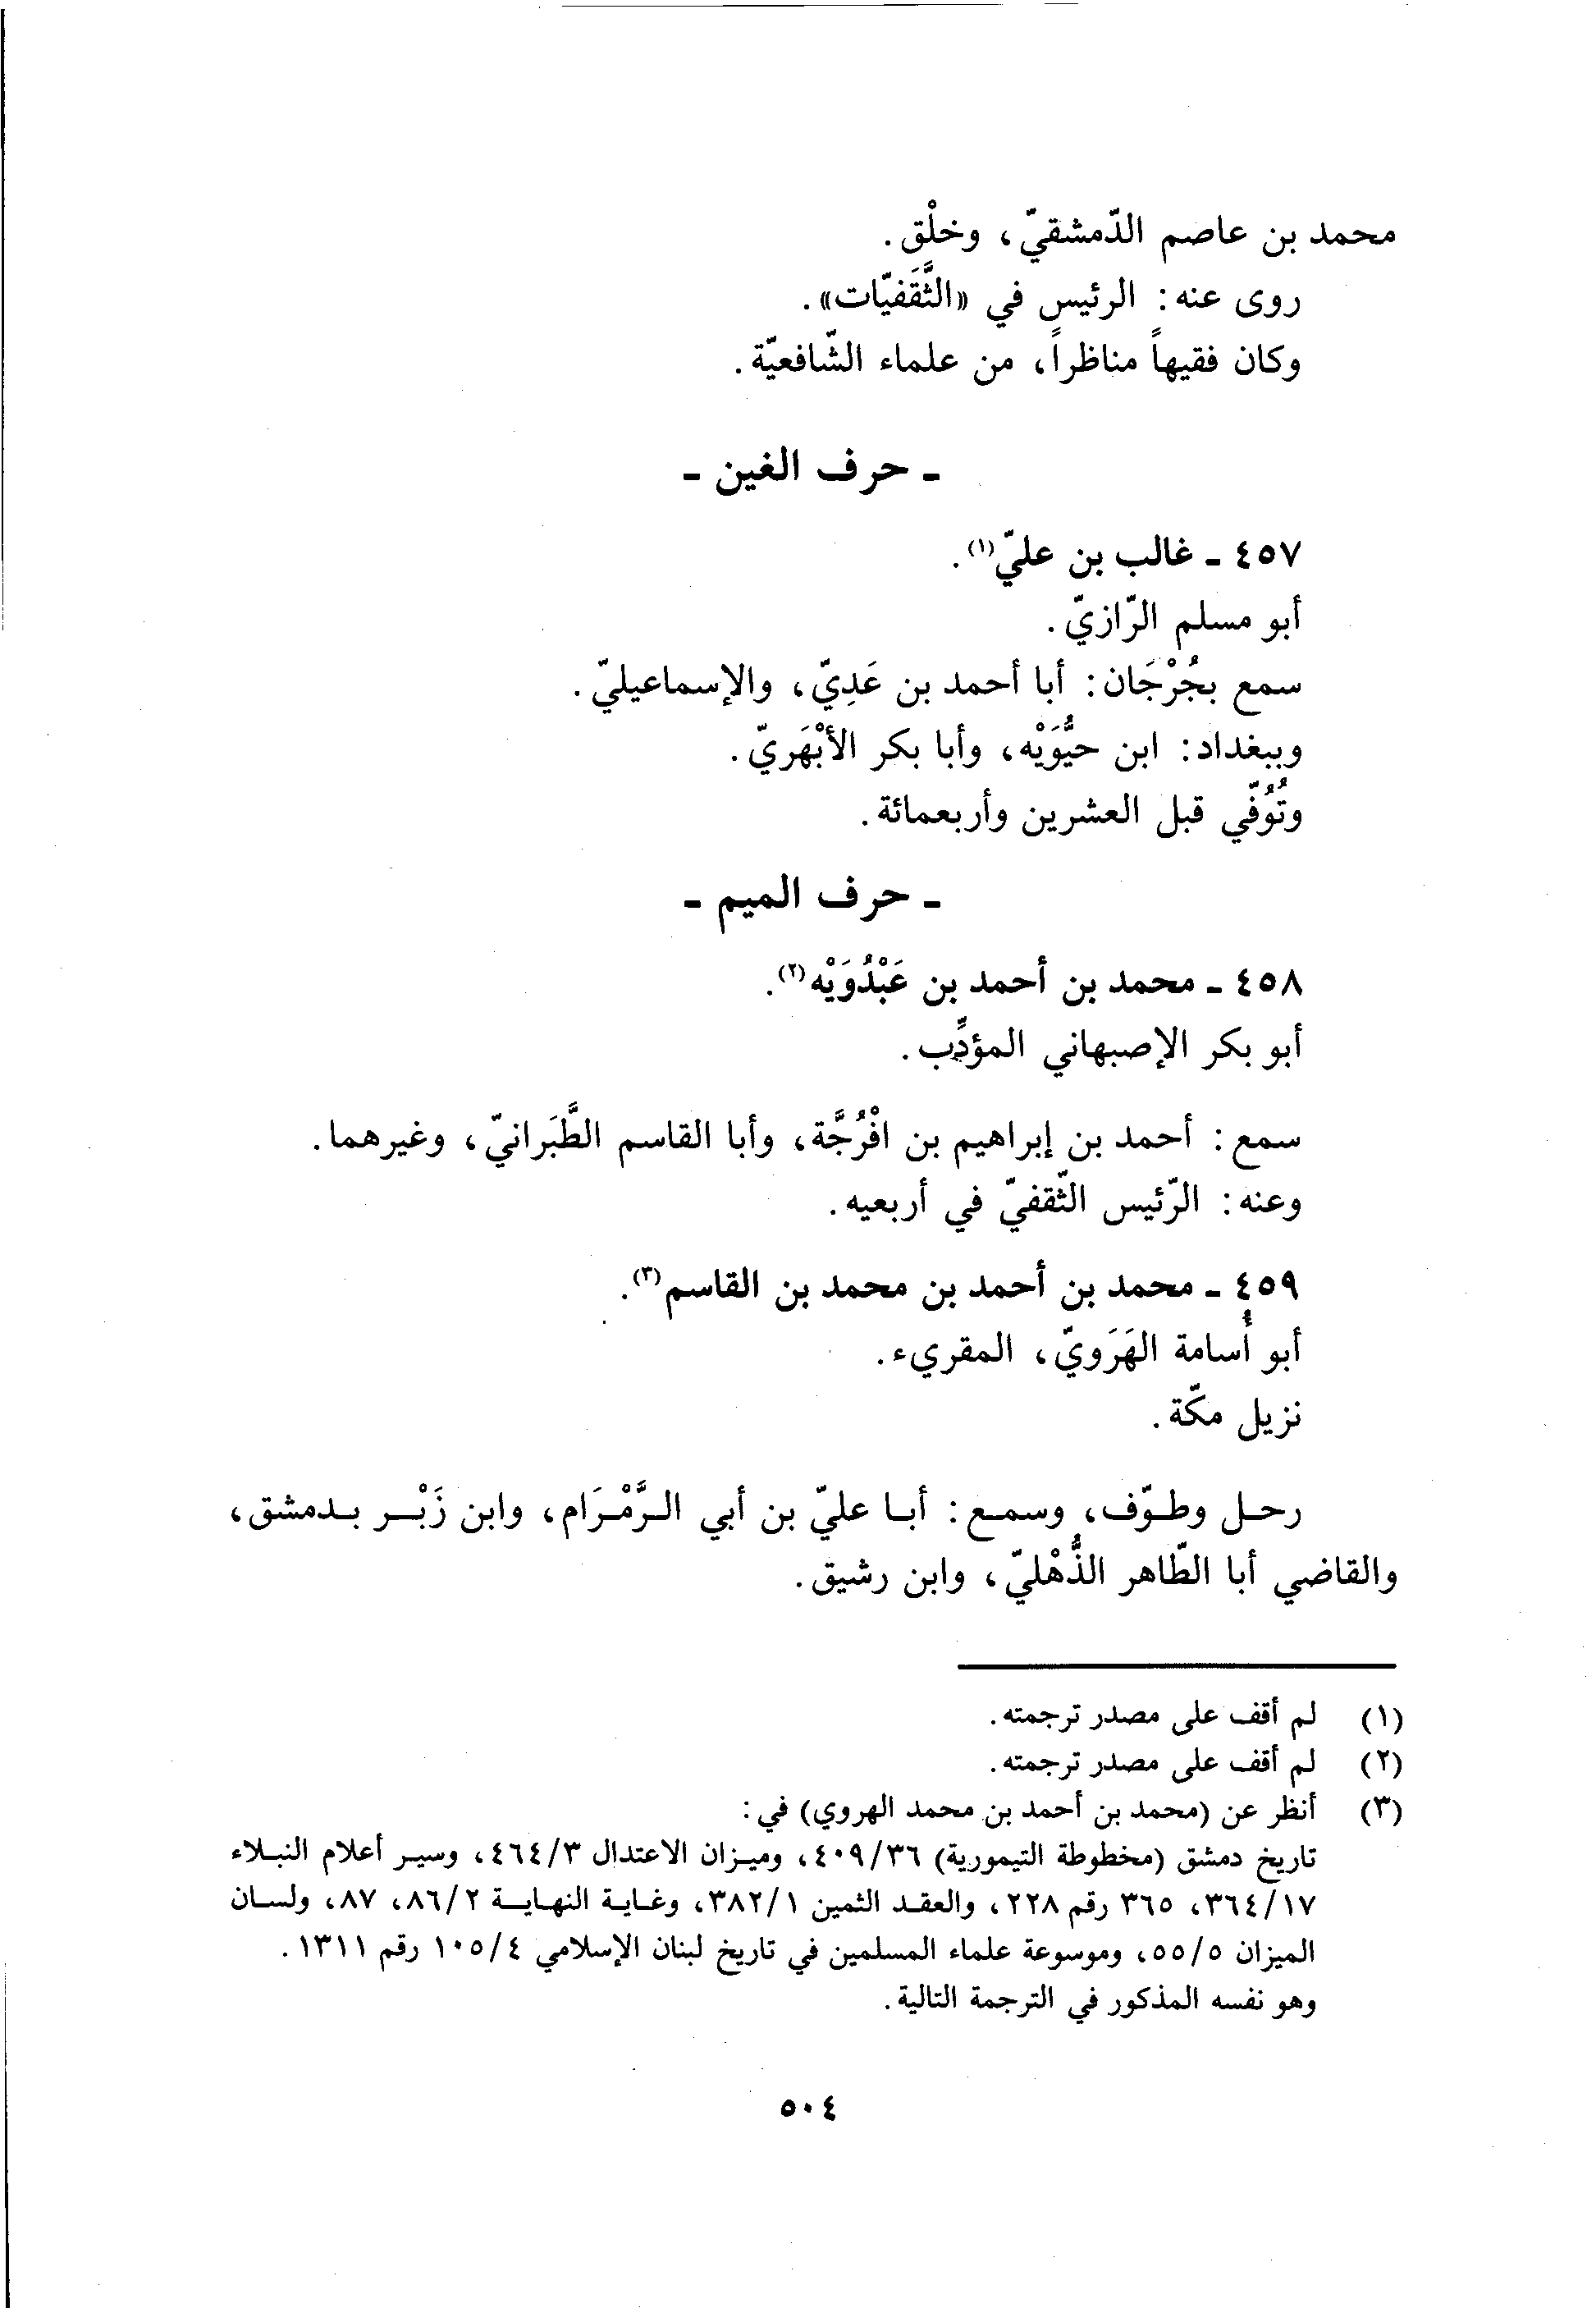 محمد بن عاصم الدّمشقيّ، وخلْق.
روى عنه: الرئيس في «الثَّقَفيّات».
وكان فقيهاً مناظراً، من علماء الشّافعيّة.
ـ حرف الغين ـ
٤٥٧ ـ غالب بن عليّ(١).
أبو مسلم الرّازيّ.
سمع بجُرْجَان: أبا أحمد بن عَدِيّ، والإسماعيليّ.
وببغداد: ابن حيُّوَيْه، وأبا بكر الأبْهَريّ.
وتُوُفّي قبل العشرين وأربعمائة.
ـ حرف الميم ـ
٤٥٨ ـ محمد بن أحمد بن عَبْدُوَيْه(٢).
أبو بكر الإصبهاني المؤدِّب.
سمع: أحمد بن إبراهيم بن افْرُجَّة، وأبا القاسم الطَّبَرانيّ، وغيرهما.
وعنه: الرّئيس الثّقفيّ في أربعيه.
٤٥٩ ـ محمد بن أحمد بن محمد بن القاسم(٣).
أبو أُسامة الهَرَويّ، المقريء.
نزيل مكّة.
رحل وطوّف، وسمع: أبا عليّ بن أبي الرَّمْرَام، وابن زَبْر بدمشق،
والقاضي أبا الطّاهر الذُّهْليّ، وابن رشيق.
(١) لم أقف على مصدر ترجمته.
(٢) لم أقف على مصدر ترجمته.
(٣) أنظر عن (محمد بن أحمد بن محمد الهروي) في:
تاريخ دمشق (مخطوطة التيمورية) ٤٠٩/٣٦، وميزان الاعتدال ٤٦٤/٣، وسير أعلام النبلاء
٣٦٤/١٧، ٣٦٥ رقم ٢٢٨، والعقد الثمين ٣٨٢/١، وغاية النهاية ٨٦/٢، ٨٧، ولسان
الميزان ٥٥/٥، وموسوعة علماء المسلمين في تاريخ لبنان الإسلامي ١٠٥/٤ رقم ١٣١١.
وهو نفسه المذكور في الترجمة التالية.
٥٠٤